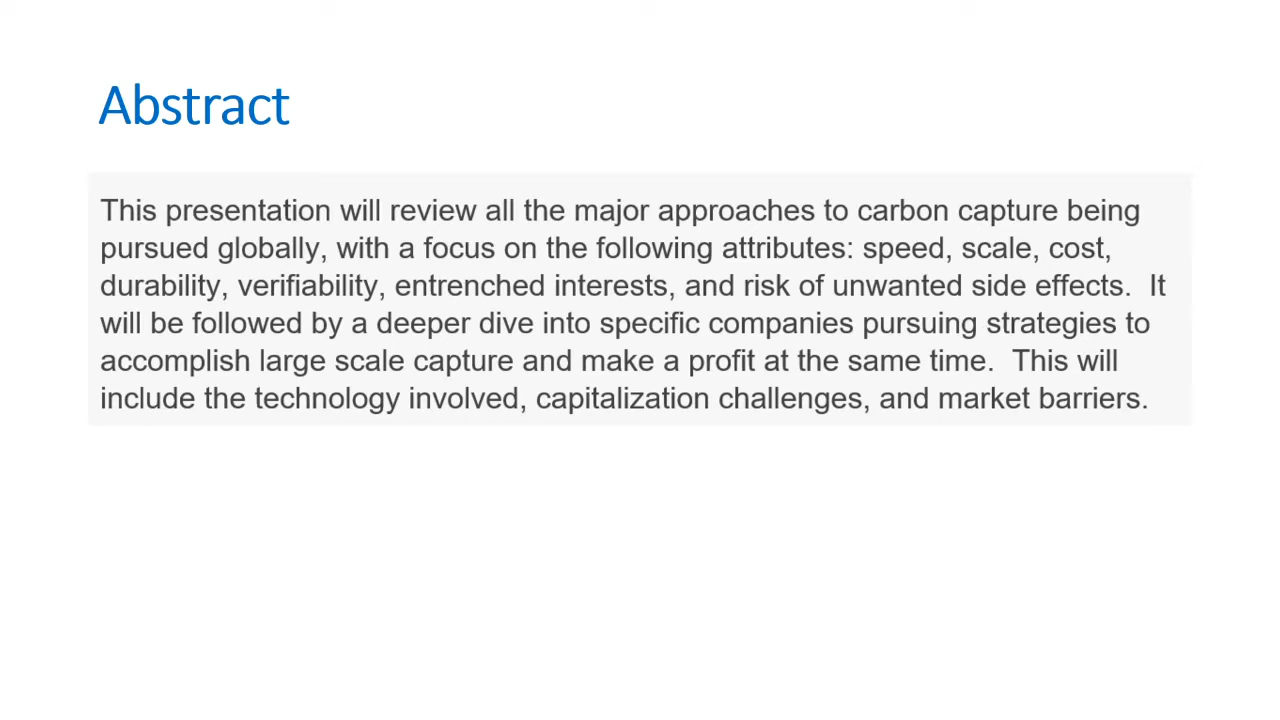 Abstract
This presentation will review all the major approaches to carbon capture being
pursued globally, with a focus on the following attributes: speed, scale, cost,
durability, verifiability, entrenched interests, and risk of unwanted side effects.  It
will be followed by a deeper dive into specific companies pursuing strategies to
accomplish large scale capture and make a profit at the same time.  This will
include the technology involved, capitalization challenges, and market barriers.